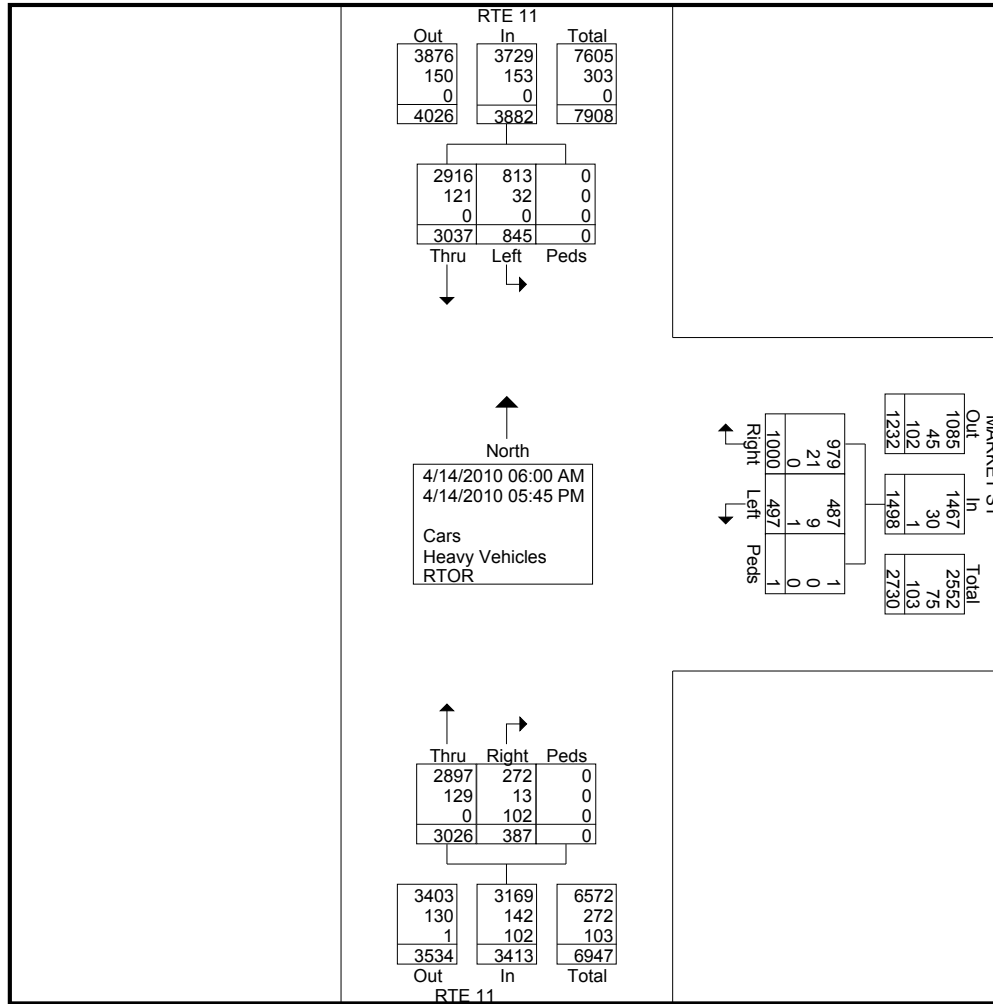 RTE 11
Out In Total
3876 3729 7605
150 153 303
0 0 0
4026 3882 7908
2916 813 0
121 32 0
0 0 0
3037 845 0
Thru Left Peds
North
4/14/2010 06:00 AM
4/14/2010 05:45 PM
Cars
Heavy Vehicles
RTOR
MARKET ST
Out In Total
1085 1467 2552
45 30 75
102 1 103
1232 1498 2730
979 487 1
21 9 0
0 1 0
1000 497 1
Right Left Peds
Thru Right Peds
2897 272 0
129 13 0
0 102 0
3026 387 0
3403 3169 6572
130 142 272
1 102 103
3534 3413 6947
Out In Total
RTE 11